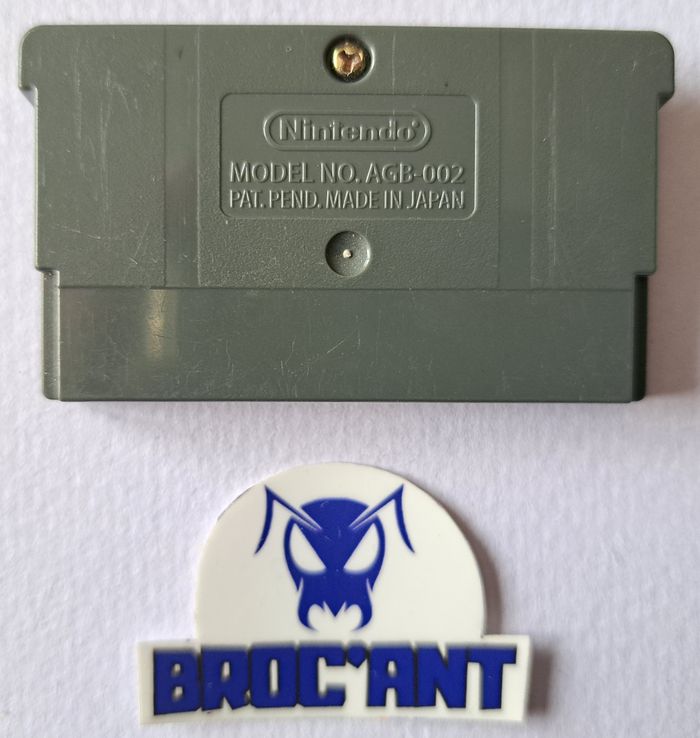 Nintendo®
MODEL NO. AGB-002
PAT. PEND. MADE IN JAPAN
BROC'ANT